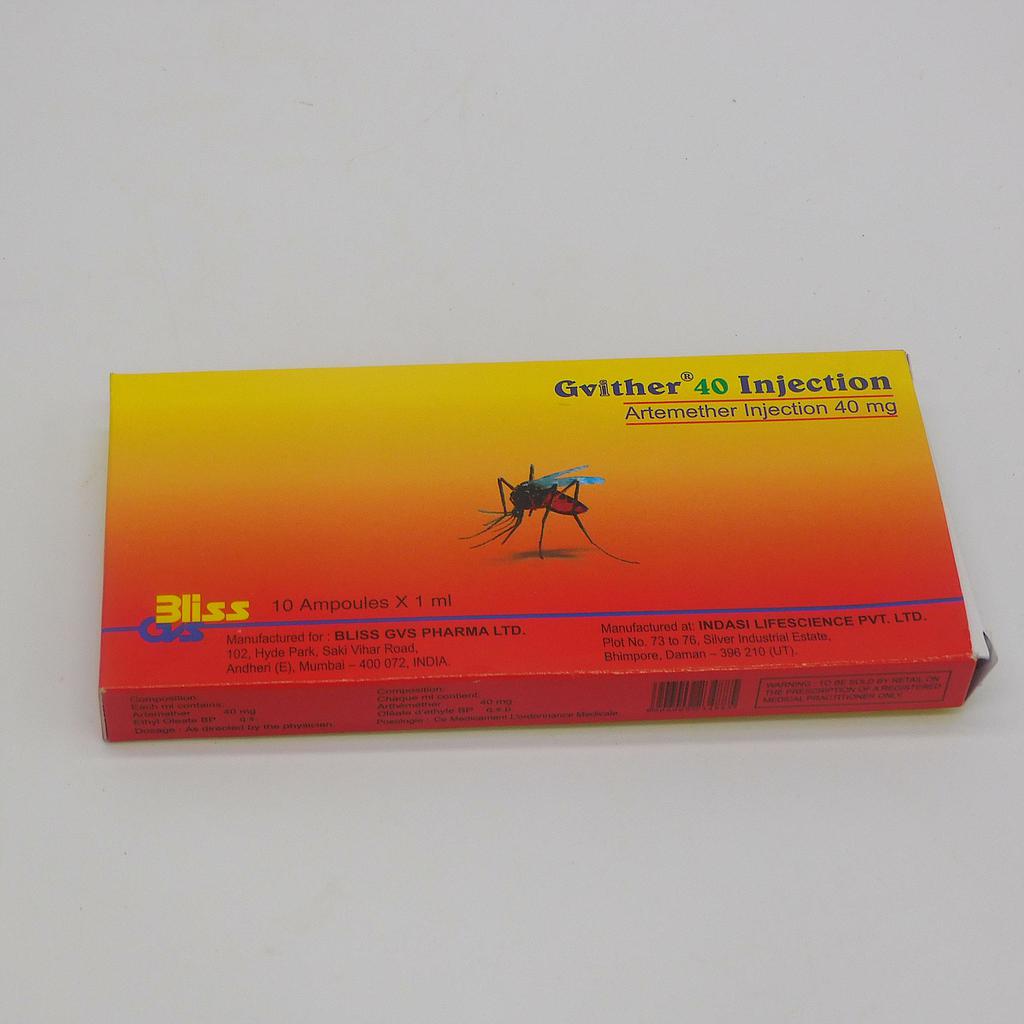 Gvither® 40 Injection
Artemether Injection 40 mg
Bliss
GVS
10 Ampoules X 1 ml
Manufactured for : BLISS GVS PHARMA LTD.
102, Hyde Park, Saki Vihar Road,
Andheri (E), Mumbai – 400 072, INDIA.
Manufactured at: INDASI LIFESCIENCE PVT. LTD.
Plot No. 73 to 76, Silver Industrial Estate,
Bhimpore, Daman – 396 210 (UT).
Composition:
Each ml contains:
Artemether 40 mg
Ethyl Oleate BP q.s.
Dosage : As directed by the physician.
Composition:
Chaque ml contient:
Arthémether 40 mg
Oléate d'ethyle BP
Posologie : Ce Medicament L'ordonnance Medicale.
WARNING : TO BE SOLD BY RETAIL ON
THE PRESCRIPTION OF A REGISTERED
MEDICAL PRACTITIONER ONLY.